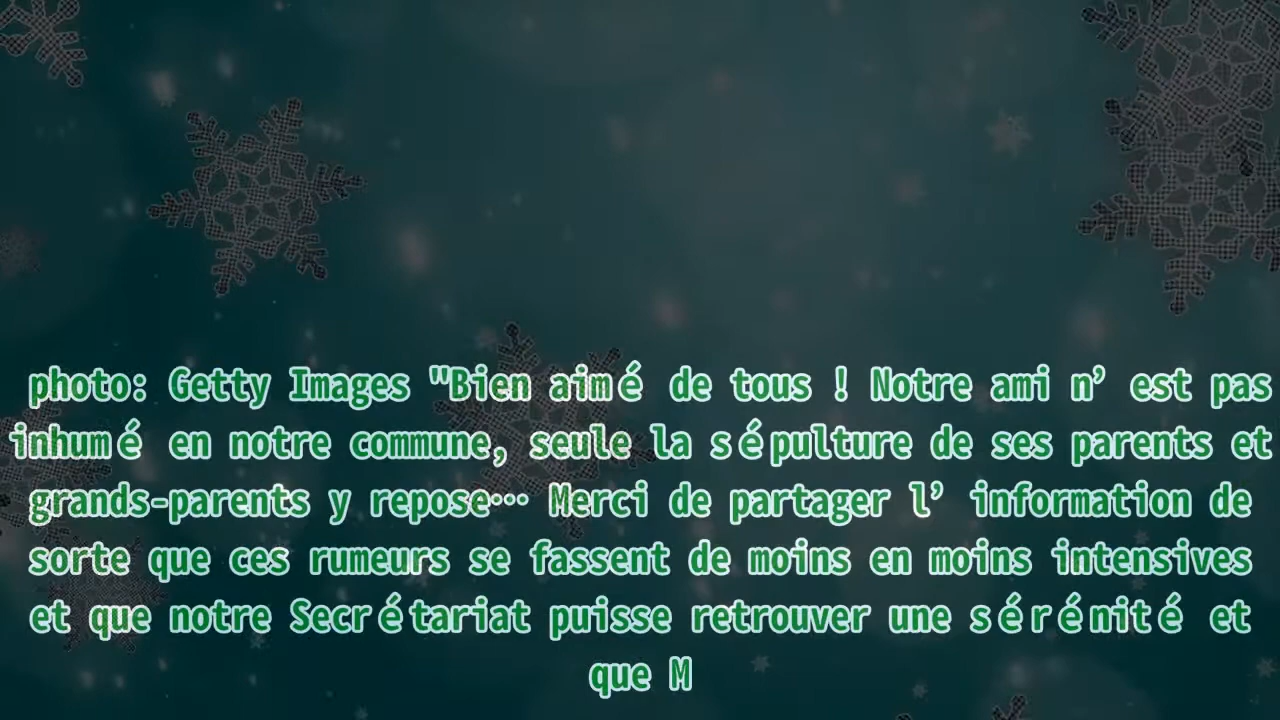 photo: Getty Images "Bien aimé de tous ! Notre ami n’ est pas
inhumé en notre commune, seule la sépulture de ses parents et
grands-parents y repose… Merci de partager l’ information de
sorte que ces rumeurs se fassent de moins en moins intensives
et que notre Secrétariat puisse retrouver une sérénité et
que M